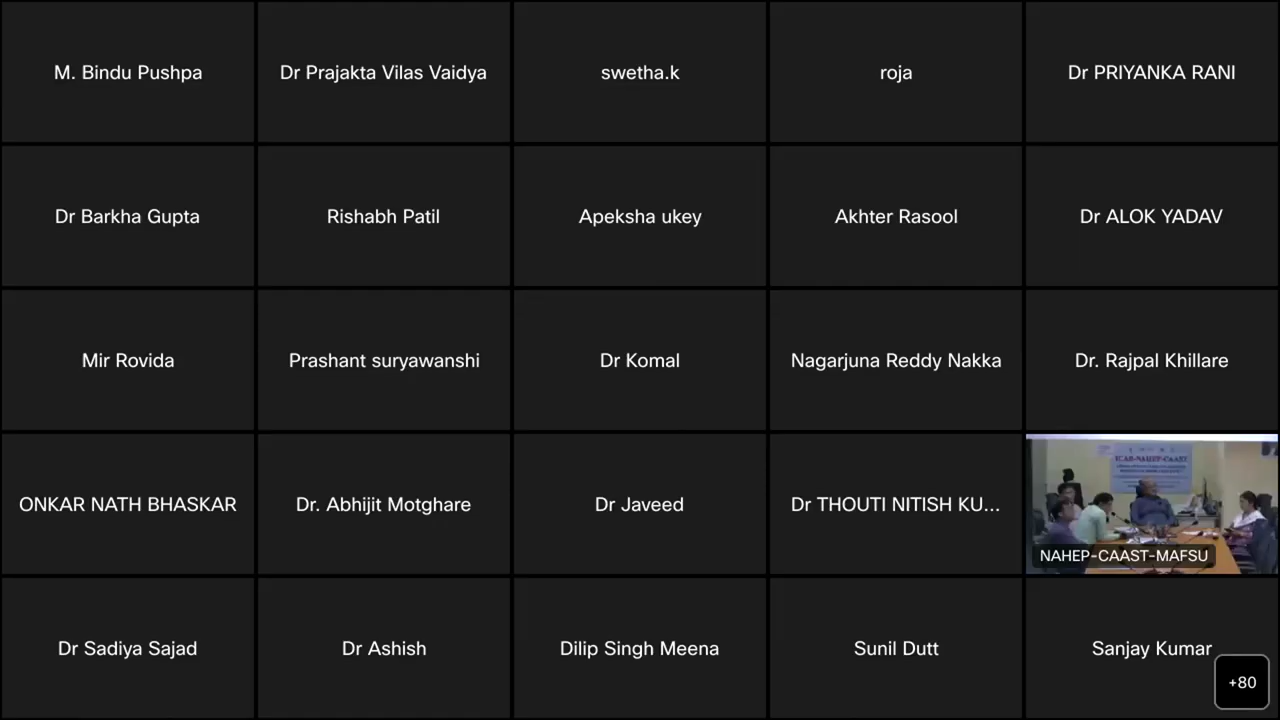 M. Bindu Pushpa
Dr Prajakta Vilas Vaidya
swetha.k
roja
Dr PRIYANKA RANI
Dr Barkha Gupta
Rishabh Patil
Apeksha ukey
Akhter Rasool
Dr ALOK YADAV
Mir Rovida
Prashant suryawanshi
Dr Komal
Nagarjuna Reddy Nakka
Dr. Rajpal Khillare
ONKAR NATH BHASKAR
Dr. Abhijit Motghare
Dr Javeed
Dr THOUTI NITISH KU...
ICAR-NAHEP-CAAST
NAHEP-CAAST-MAFSU
Dr Sadiya Sajad
Dr Ashish
Dilip Singh Meena
Sunil Dutt
Sanjay Kumar
+80